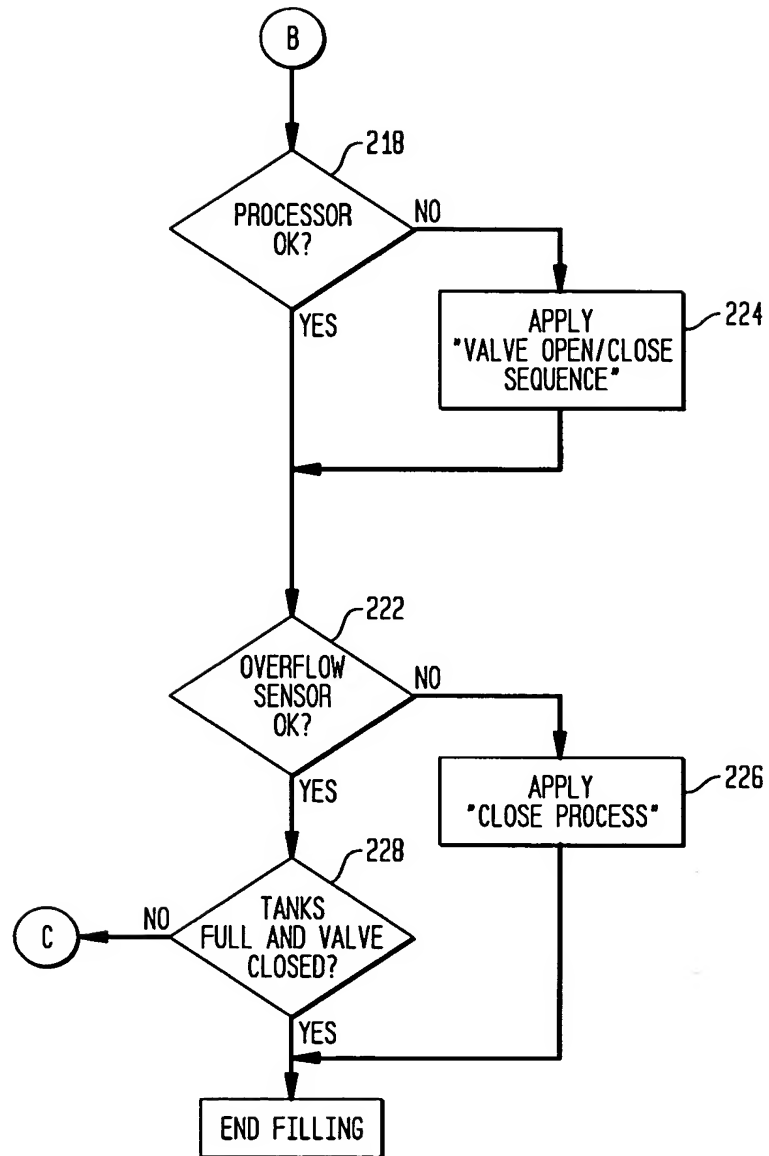 B
218
PROCESSOR
OK?
NO
YES
APPLY
"VALVE OPEN/CLOSE
SEQUENCE"
224
222
OVERFLOW
SENSOR
OK?
NO
YES
APPLY
"CLOSE PROCESS"
226
228
TANKS
FULL AND VALVE
CLOSED?
NO
C
YES
END FILLING